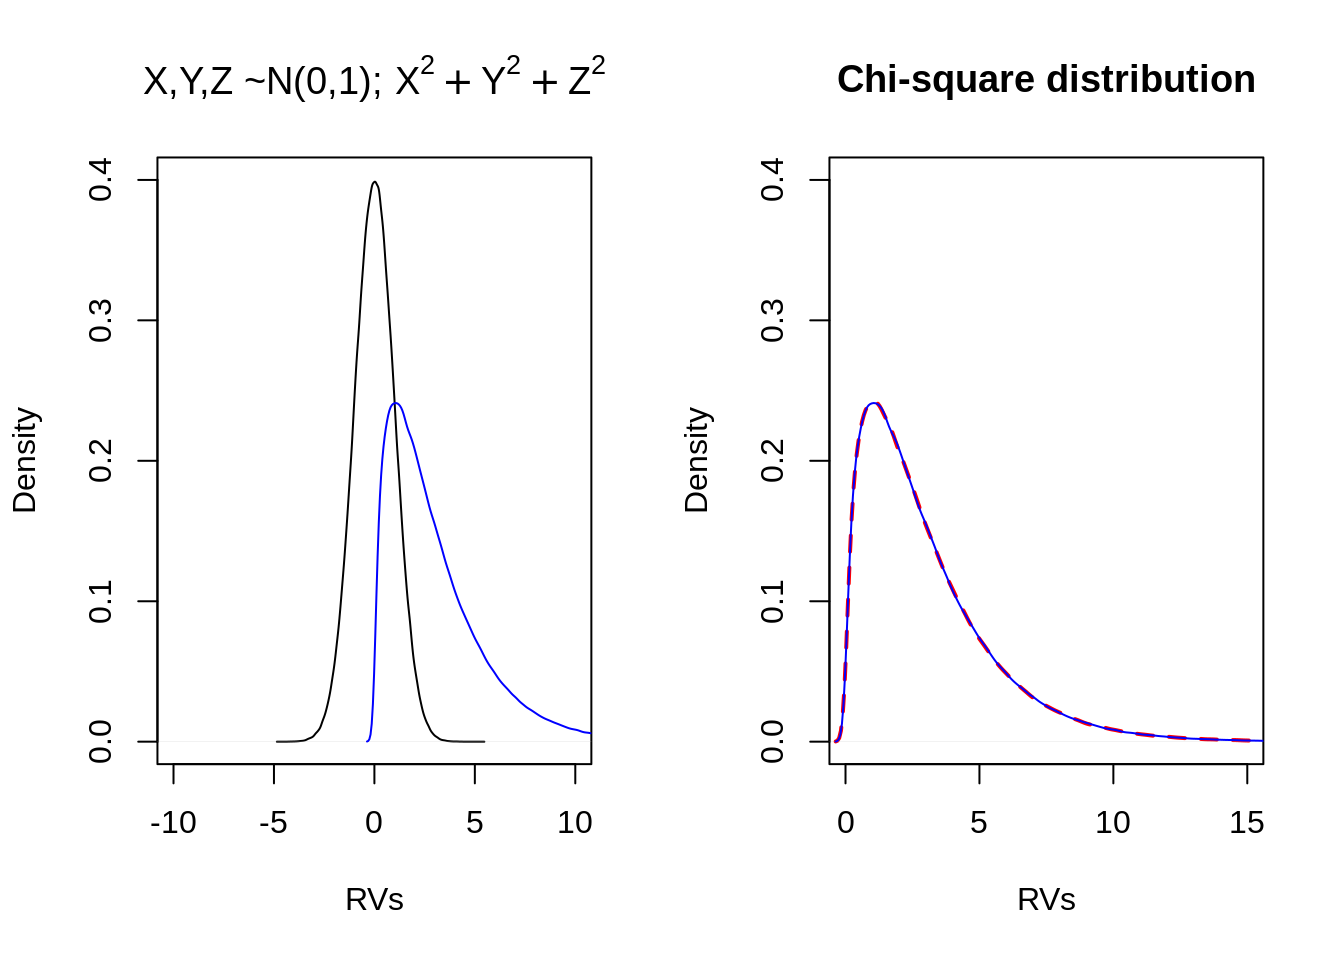 X,Y,Z ~N(0,1); X² + Y² + Z²
Density
0.4
0.3
0.2
0.1
0.0
-10 -5 0 5 10
RVs
Chi-square distribution
Density
0.4
0.3
0.2
0.1
0.0
0 5 10 15
RVs